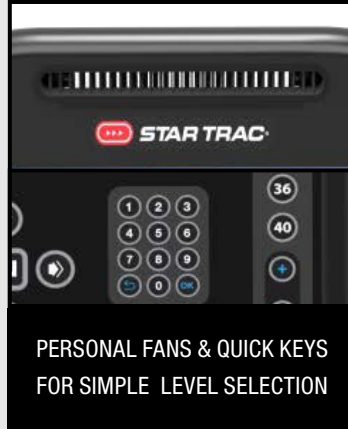 STAR TRAC
36
1 2 3
40
4 5 6
7 8 9
+
0 OK
PERSONAL FANS & QUICK KEYS
FOR SIMPLE LEVEL SELECTION